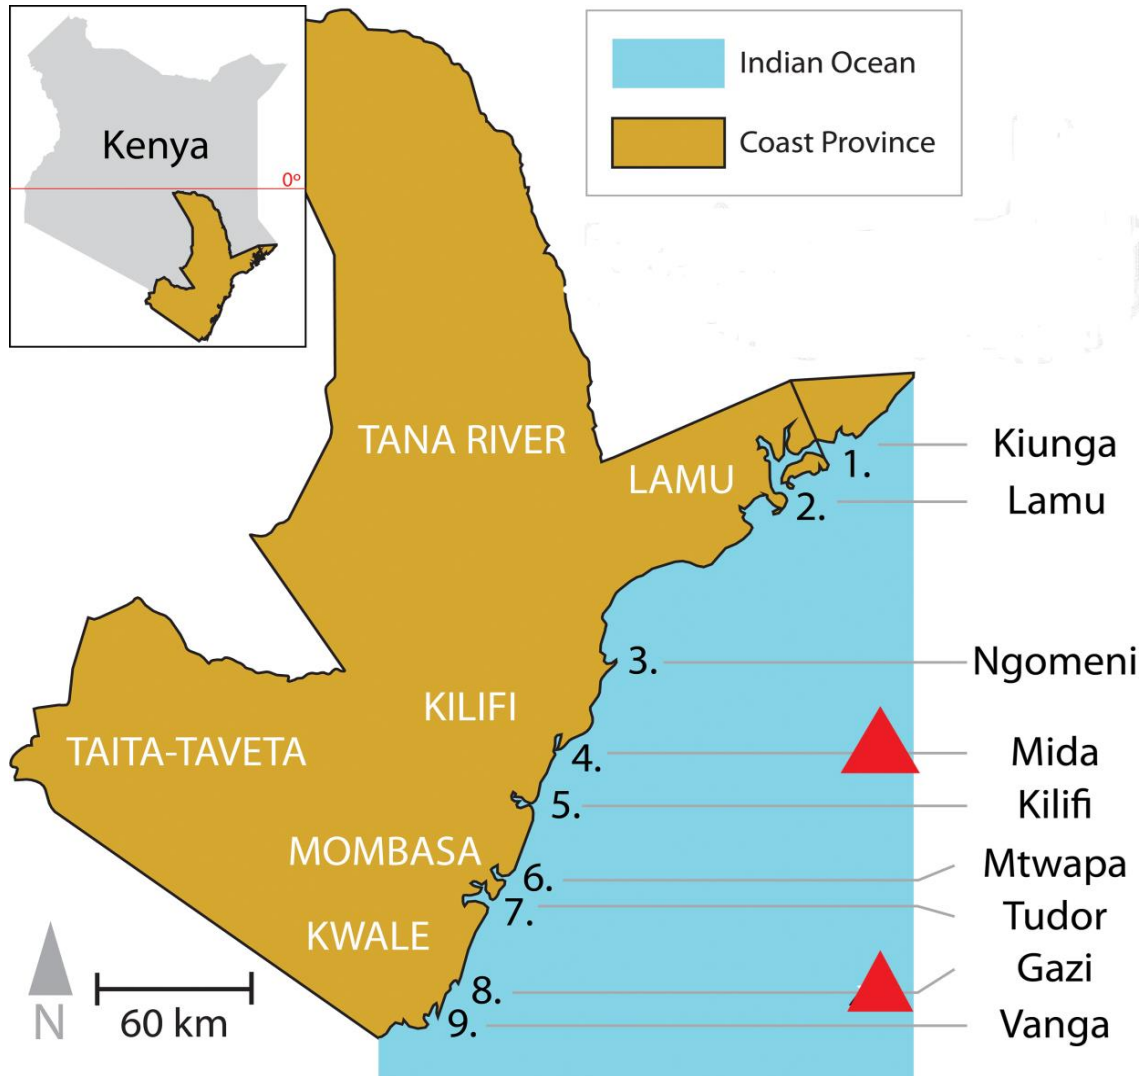 Kenya
0°
Indian Ocean
Coast Province
TANA RIVER
LAMU
KILIFI
TAITA-TAVETA
MOMBASA
KWALE
1.
Kiunga
2.
Lamu
3.
Ngomeni
4.
Mida
5.
Kilifi
6.
Mtwapa
7.
Tudor
8.
Gazi
9.
Vanga
N
60 km